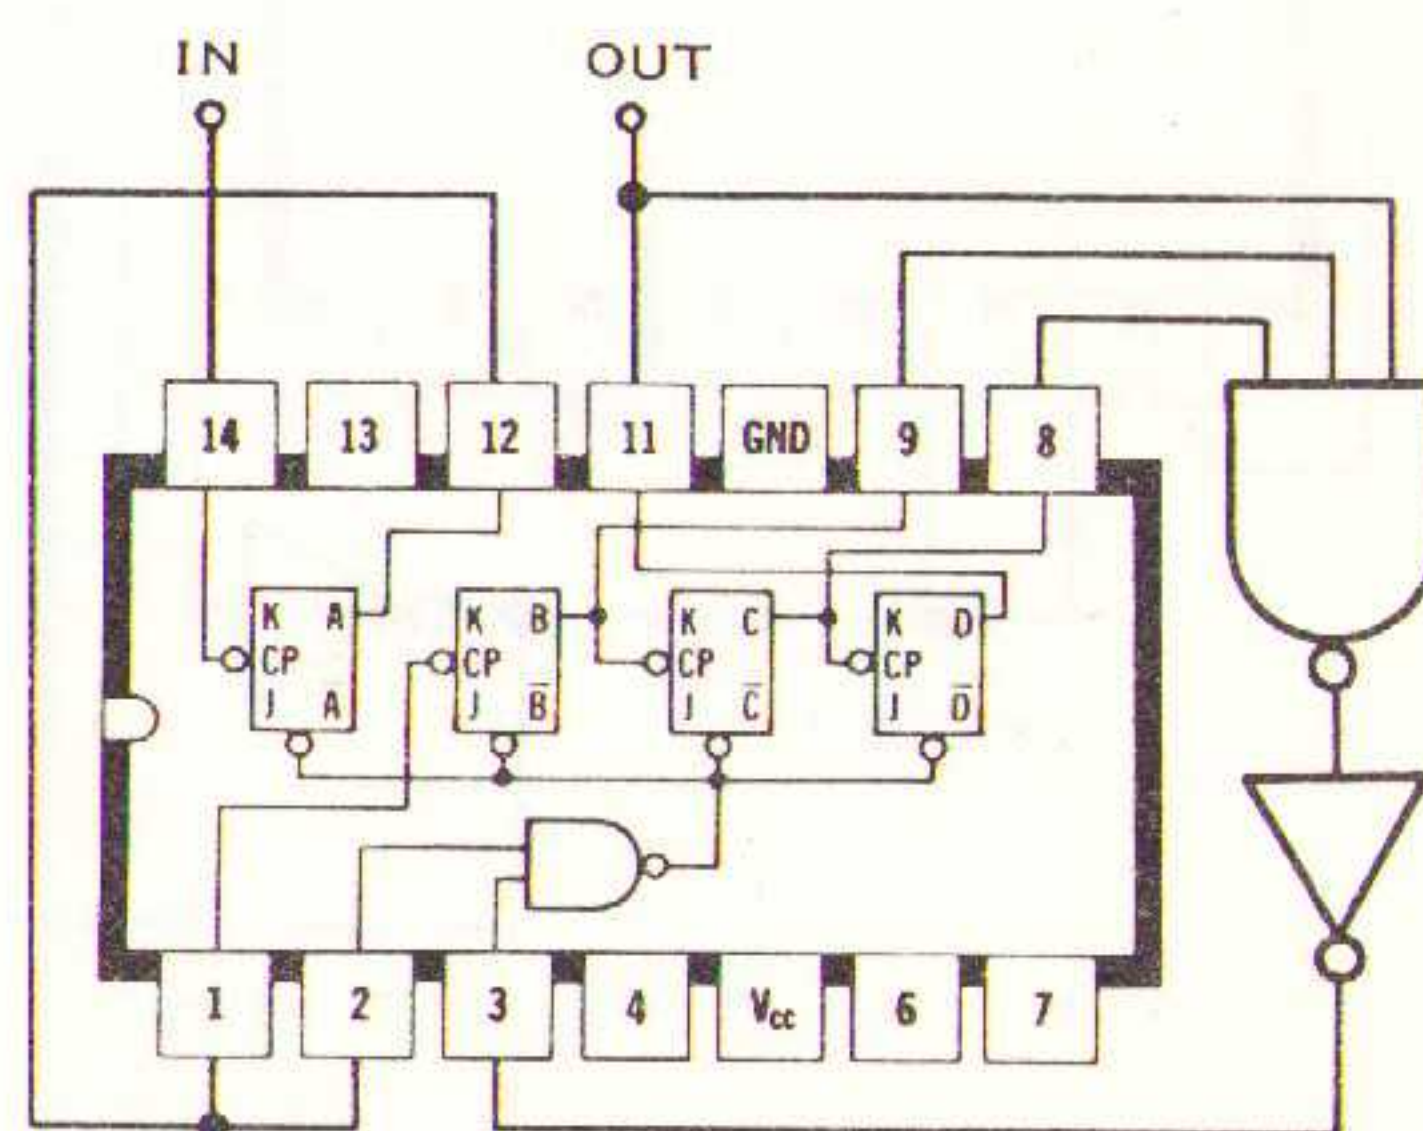 IN OUT
14 13 12 11 GND 9 8
K A K B K C K D
CP CP CP CP
J A̅ J B̅ J C̅ J D̅
1 2 3 4 Vcc 6 7